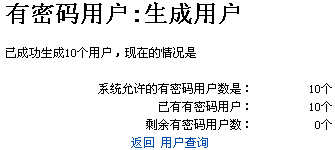 有密码用户:生成用户
已成功生成10个用户，现在的情况是
系统允许的有密码用户数是： 10个
已有有密码用户： 10个
剩余有密码用户数： 0个
返回 用户查询